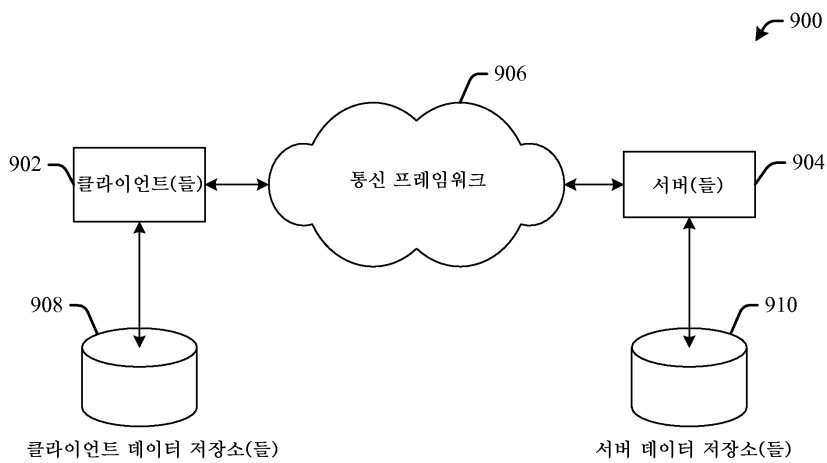 900
906
902
클라이언트(들)
통신 프레임워크
서버(들)
904
908
910
클라이언트 데이터 저장소(들)
서버 데이터 저장소(들)